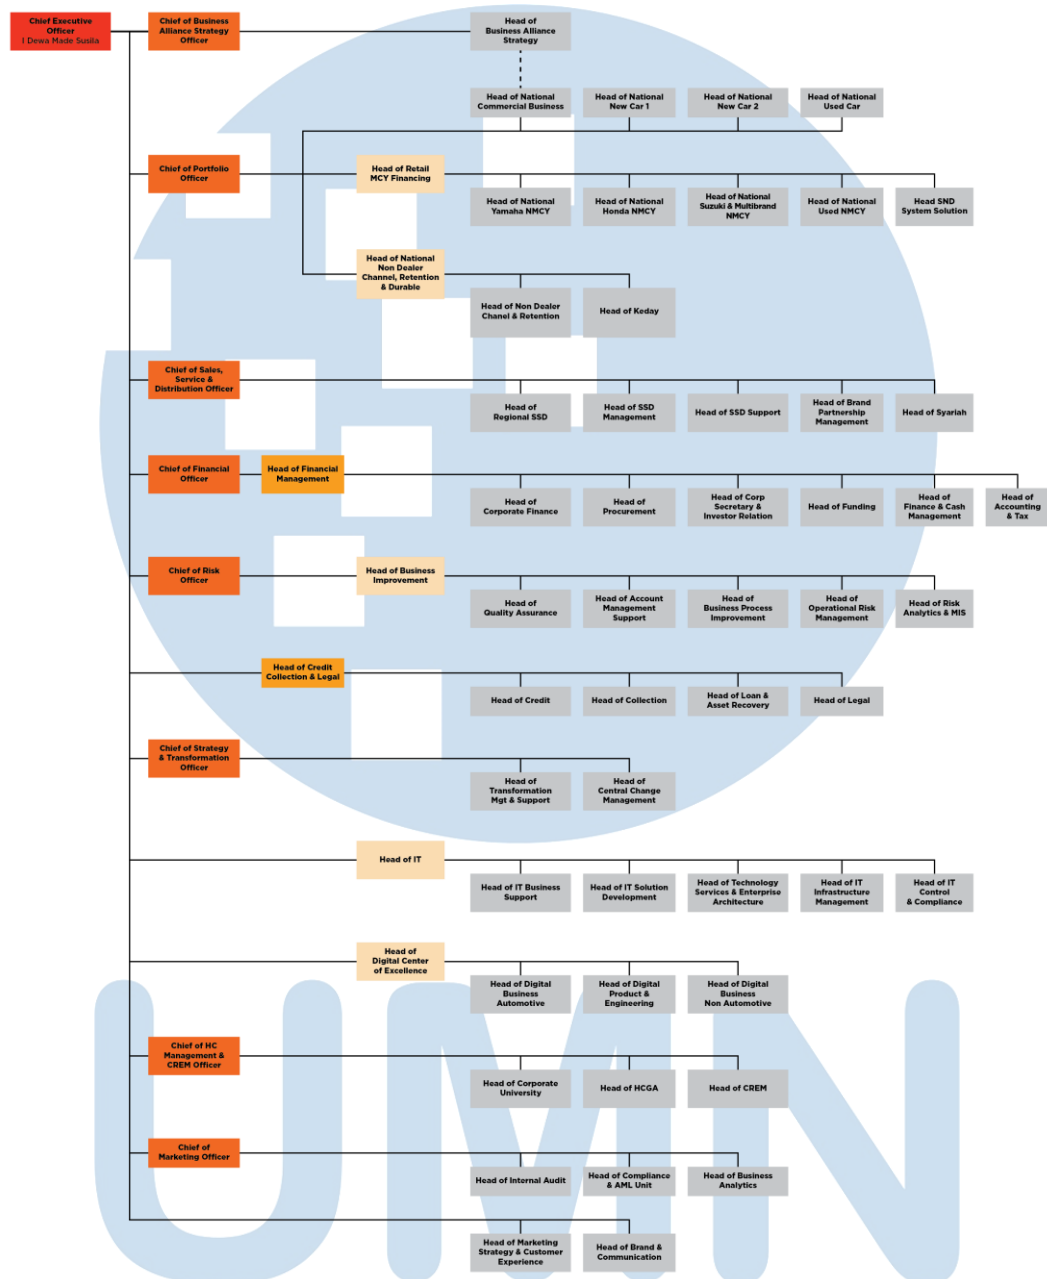 Chief Executive
Officer
I Dewa Made Susila
Chief of Business
Alliance Strategy
Officer
Head of
Business Alliance
Strategy
Head of National
Commercial Business
Head of National
New Car 1
Head of National
New Car 2
Head of National
Used Car
Chief of Portfolio
Officer
Head of Retail
MCY Financing
Head of National
Yamaha NMCY
Head of National
Honda NMCY
Head of National
Suzuki & Multibrand
NMCY
Head of National
Used NMCY
Head SND
System Solution
Head of National
Non Dealer
Channel, Retention
& Durable
Head of Non Dealer
Chanel & Retention
Head of Keday
Chief of Sales,
Service &
Distribution Officer
Head of
Regional SSD
Head of SSD
Management
Head of SSD Support
Head of Brand
Partnership
Management
Head of Syariah
Chief of Financial
Officer
Head of Financial
Management
Head of
Corporate Finance
Head of
Procurement
Head of Corp
Secretary &
Investor Relation
Head of Funding
Head of
Finance & Cash
Management
Head of
Accounting
& Tax
Chief of Risk
Officer
Head of Business
Improvement
Head of
Quality Assurance
Head of Account
Management
Support
Head of
Business Process
Improvement
Head of
Operational Risk
Management
Head of Risk
Analytics & MIS
Head of Credit
Collection & Legal
Head of Credit
Head of Collection
Head of Loan &
Asset Recovery
Head of Legal
Chief of Strategy
& Transformation
Officer
Head of
Transformation
Mgt & Support
Head of
Central Change
Management
Head of IT
Head of IT Business
Support
Head of IT Solution
Development
Head of Technology
Services & Enterprise
Architecture
Head of IT
Infrastructure
Management
Head of IT
Control
& Compliance
Head of
Digital Center
of Excellence
Head of Digital
Business
Automotive
Head of Digital
Product &
Engineering
Head of Digital
Business
Non Automotive
Chief of HC
Management &
CREM Officer
Head of Corporate
University
Head of HCGA
Head of CREM
Chief of
Marketing Officer
Head of Internal Audit
Head of Compliance
& AML Unit
Head of Business
Analytics
Head of Marketing
Strategy & Customer
Experience
Head of Brand &
Communication
UMN